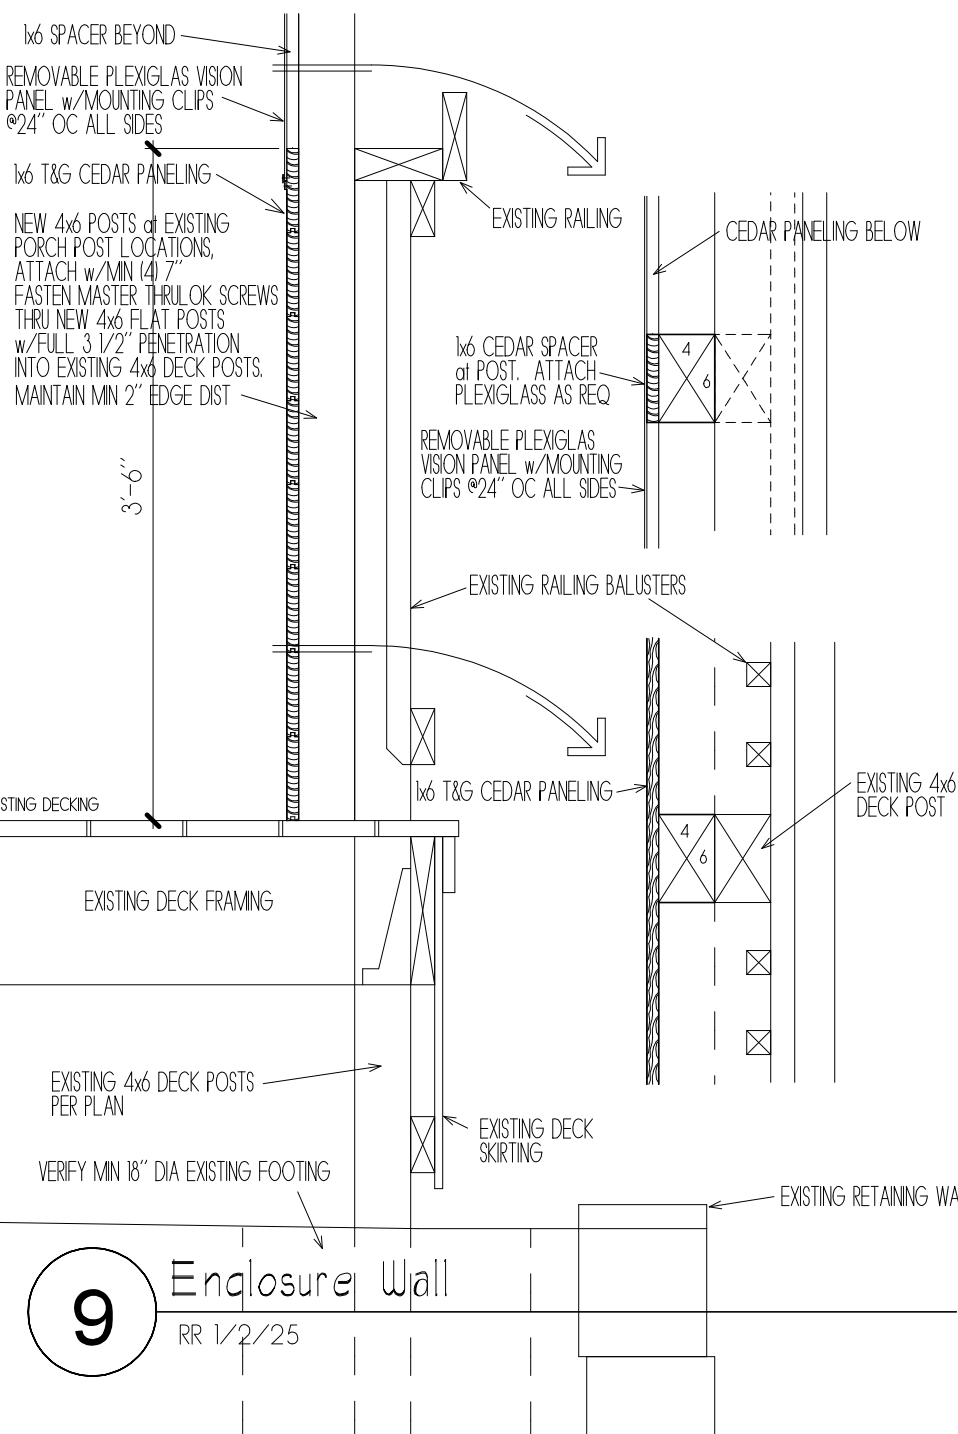 1x6 SPACER BEYOND
REMOVABLE PLEXIGLAS VISION
PANEL w/MOUNTING CLIPS
@24" OC ALL SIDES
1x6 T&G CEDAR PANELING
NEW 4x6 POSTS at EXISTING
PORCH POST LOCATIONS,
ATTACH w/MIN (4) 7"
FASTEN MASTER THRULOK SCREWS
THRU NEW 4x6 FLAT POSTS
w/FULL 3 1/2" PENETRATION
INTO EXISTING 4x6 DECK POSTS.
MAINTAIN MIN 2" EDGE DIST
3'-6"
EXISTING RAILING
CEDAR PANELING BELOW
1x6 CEDAR SPACER
at POST. ATTACH
PLEXIGLASS AS REQ
4
6
REMOVABLE PLEXIGLAS
VISION PANEL w/MOUNTING
CLIPS @24" OC ALL SIDES
EXISTING RAILING BALUSTERS
1x6 T&G CEDAR PANELING
EXISTING 4x6
DECK POST
4
6
STING DECKING
EXISTING DECK FRAMING
EXISTING 4x6 DECK POSTS
PER PLAN
EXISTING DECK
SKIRTING
VERIFY MIN 18" DIA EXISTING FOOTING
EXISTING RETAINING WA
9
Enclosure Wall
RR 1/2/25